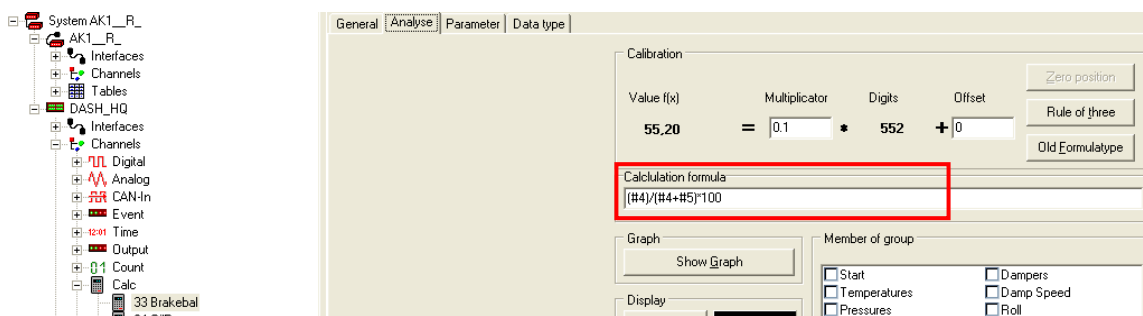 System AK1__R_
AK1__R_
Interfaces
Channels
Tables
DASH_HQ
Interfaces
Channels
Digital
Analog
CAN-In
Event
12:01 Time
Output
Count
Calc
33 Brakebal
General Analyse Parameter Data type
Calibration
Zero position
Value f(x) Multiplicator Digits Offset
Rule of three
55,20 = 0.1 * 552 + 0
Old Formulatype
Calclulation formula
(#4)/(#4+#5)*100
Graph
Show Graph
Display
Member of group
Start Dampers
Temperatures Damp Speed
Pressures Roll